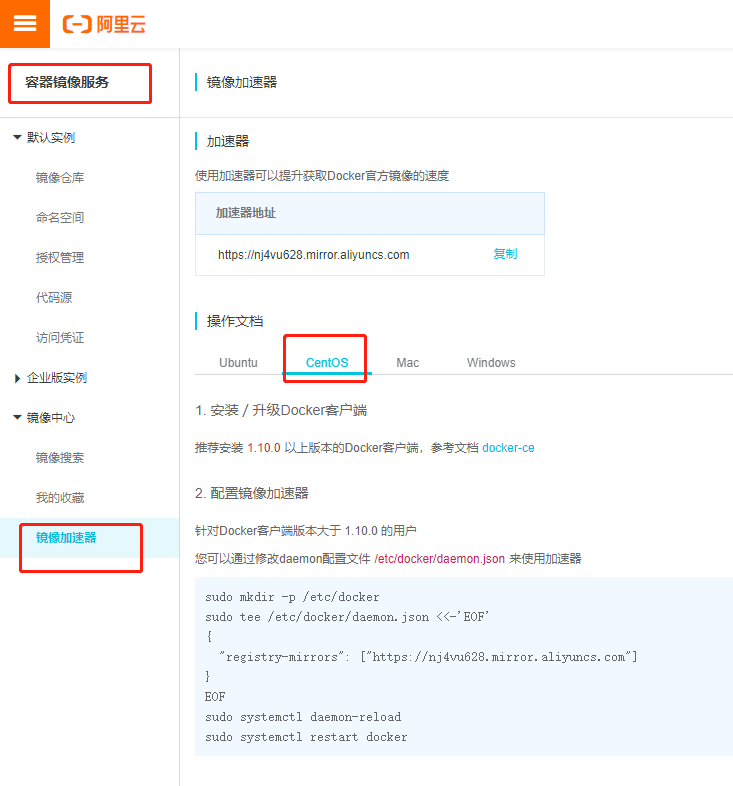 阿里云
容器镜像服务
默认实例
镜像仓库
命名空间
授权管理
代码源
访问凭证
企业版实例
镜像中心
镜像搜索
我的收藏
镜像加速器
镜像加速器
加速器
使用加速器可以提升获取Docker官方镜像的速度
加速器地址
https://nj4vu628.mirror.aliyuncs.com 复制
操作文档
Ubuntu CentOS Mac Windows
1. 安装 / 升级Docker客户端
推荐安装 1.10.0 以上版本的Docker客户端，参考文档 docker-ce
2. 配置镜像加速器
针对Docker客户端版本大于 1.10.0 的用户
您可以通过修改daemon配置文件 /etc/docker/daemon.json 来使用加速器
sudo mkdir -p /etc/docker
sudo tee /etc/docker/daemon.json <<-'EOF'
{
"registry-mirrors": ["https://nj4vu628.mirror.aliyuncs.com"]
}
EOF
sudo systemctl daemon-reload
sudo systemctl restart docker